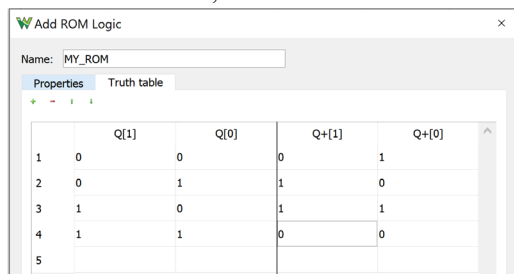 Add ROM Logic ×
Name: MY_ROM
Properties Truth table
Q[1] Q[0] Q+[1] Q+[0]
1 0 0 0 1
2 0 1 1 0
3 1 0 1 1
4 1 1 0 0
5